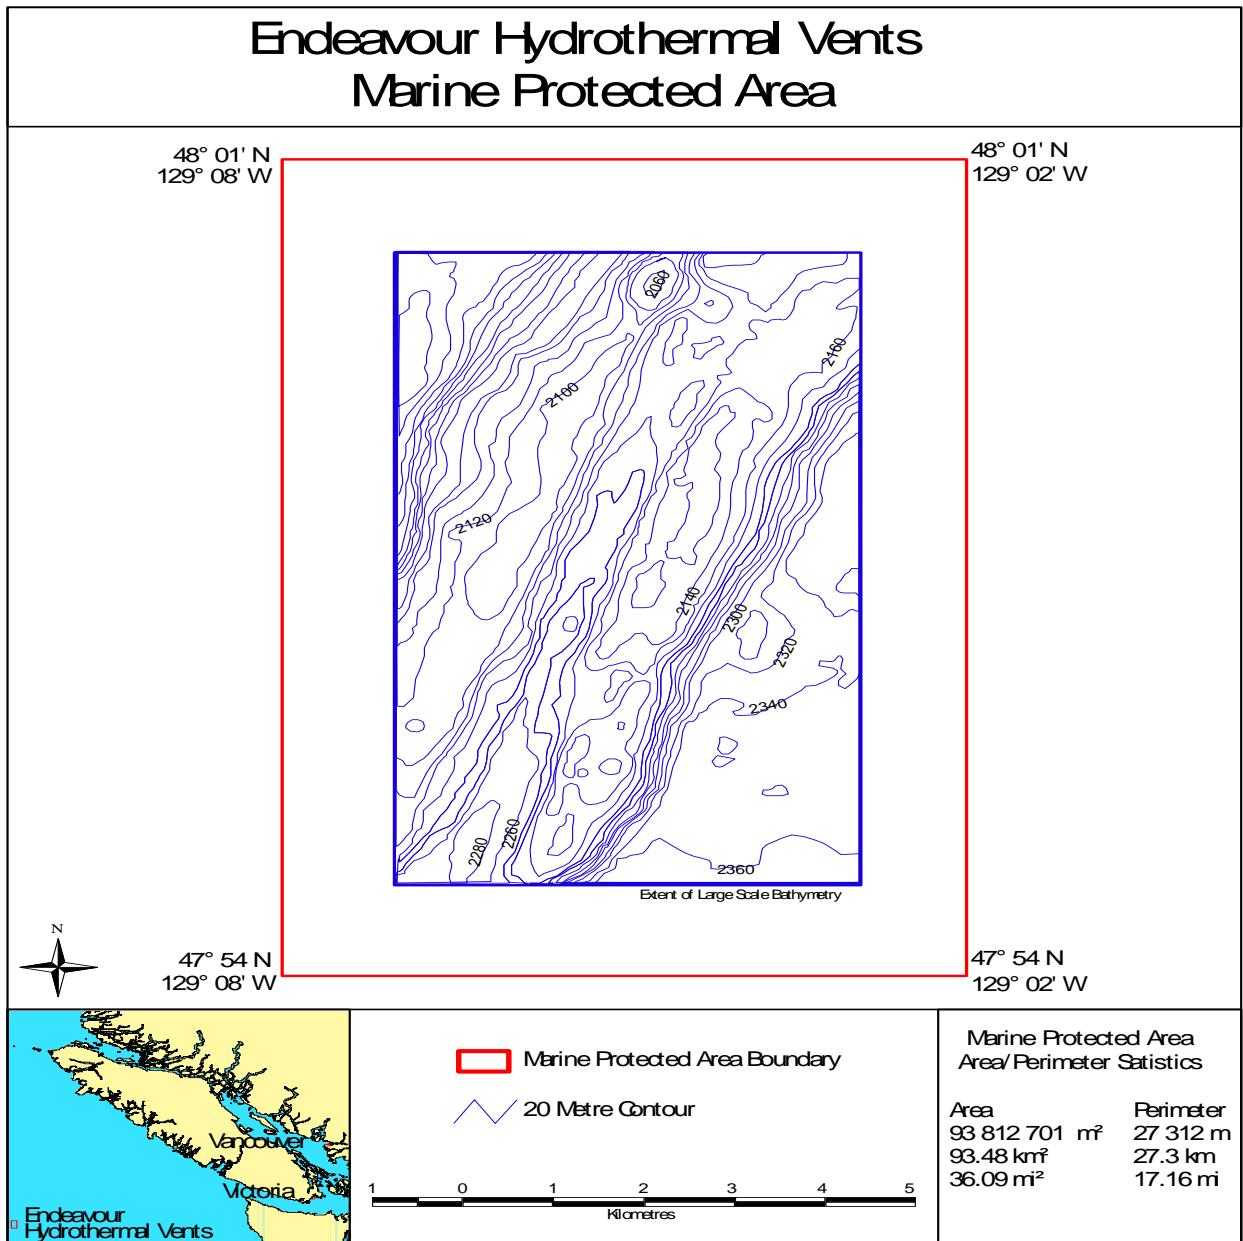 Endeavour Hydrothermal Vents
Marine Protected Area
48° 01' N
129° 08' W
48° 01' N
129° 02' W
2060
2160
2100
2120
2140
2300
2320
2340
2260
2280
2360
Extent of Large Scale Bathymetry
N
47° 54 N
129° 08' W
47° 54 N
129° 02' W
Vancouver
Victoria
Endeavour
Hydrothermal Vents
Marine Protected Area Boundary
20 Metre Contour
1 0 1 2 3 4 5
Kilometres
Marine Protected Area
Area/Perimeter Satistics
Area Perimeter
93 812 701 m² 27 312 m
93.48 km² 27.3 km
36.09 mi² 17.16 mi